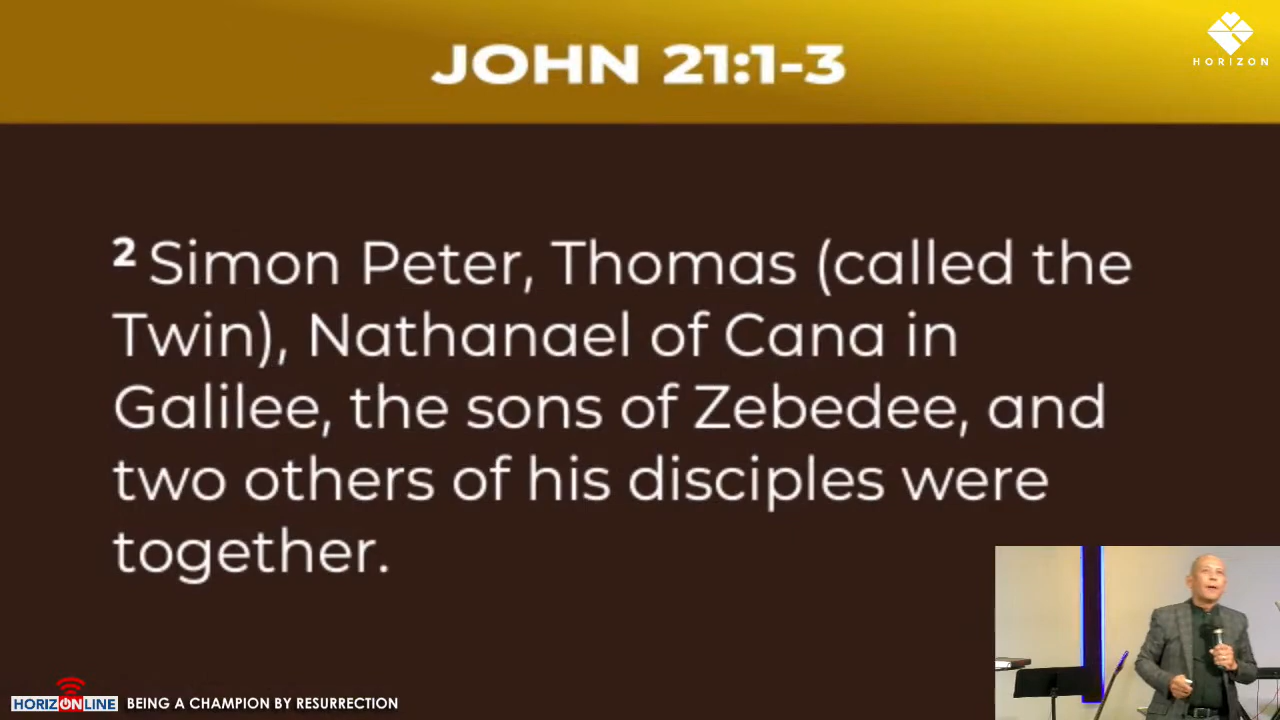 JOHN 21:1-3
HORIZON
2 Simon Peter, Thomas (called the
Twin), Nathanael of Cana in
Galilee, the sons of Zebedee, and
two others of his disciples were
together.
HORIZONLINE BEING A CHAMPION BY RESURRECTION